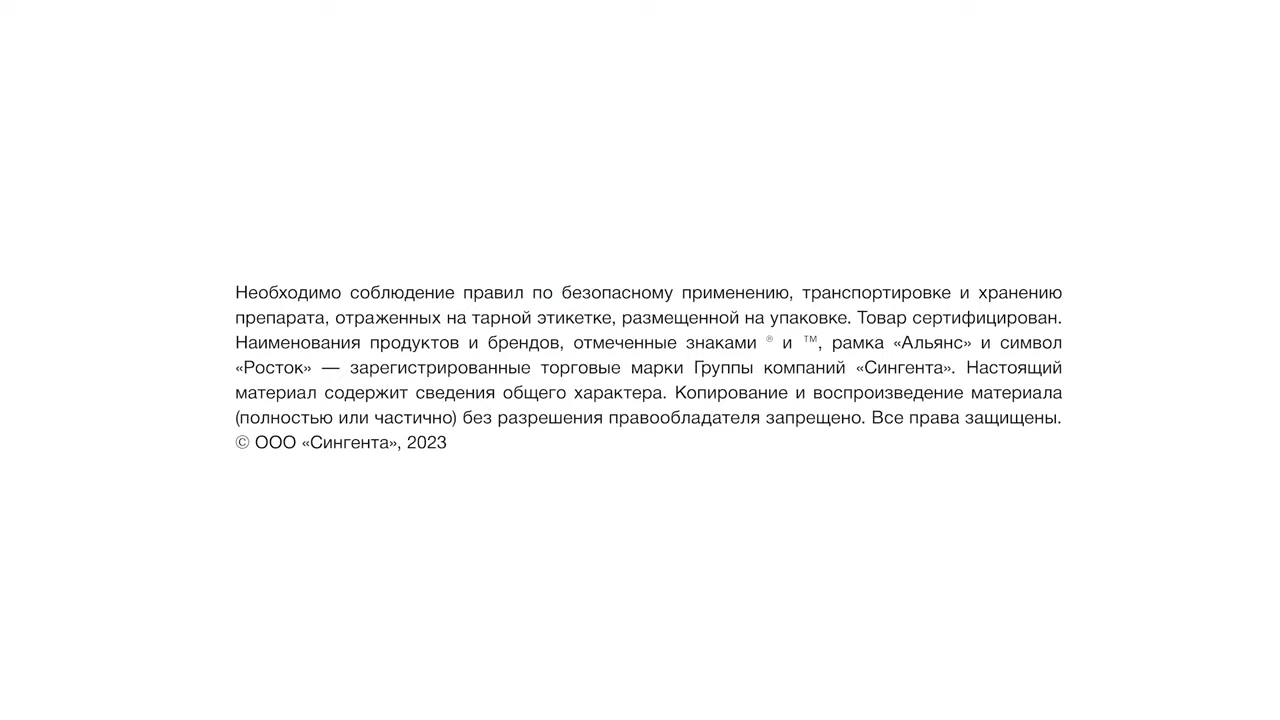 Необходимо соблюдение правил по безопасному применению, транспортировке и хранению
препарата, отраженных на тарной этикетке, размещенной на упаковке. Товар сертифицирован.
Наименования продуктов и брендов, отмеченные знаками ® и ™, рамка «Альянс» и символ
«Росток» — зарегистрированные торговые марки Группы компаний «Сингента». Настоящий
материал содержит сведения общего характера. Копирование и воспроизведение материала
(полностью или частично) без разрешения правообладателя запрещено. Все права защищены.
© ООО «Сингента», 2023